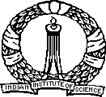 INDIAN INSTITUTE OF SCIENCE